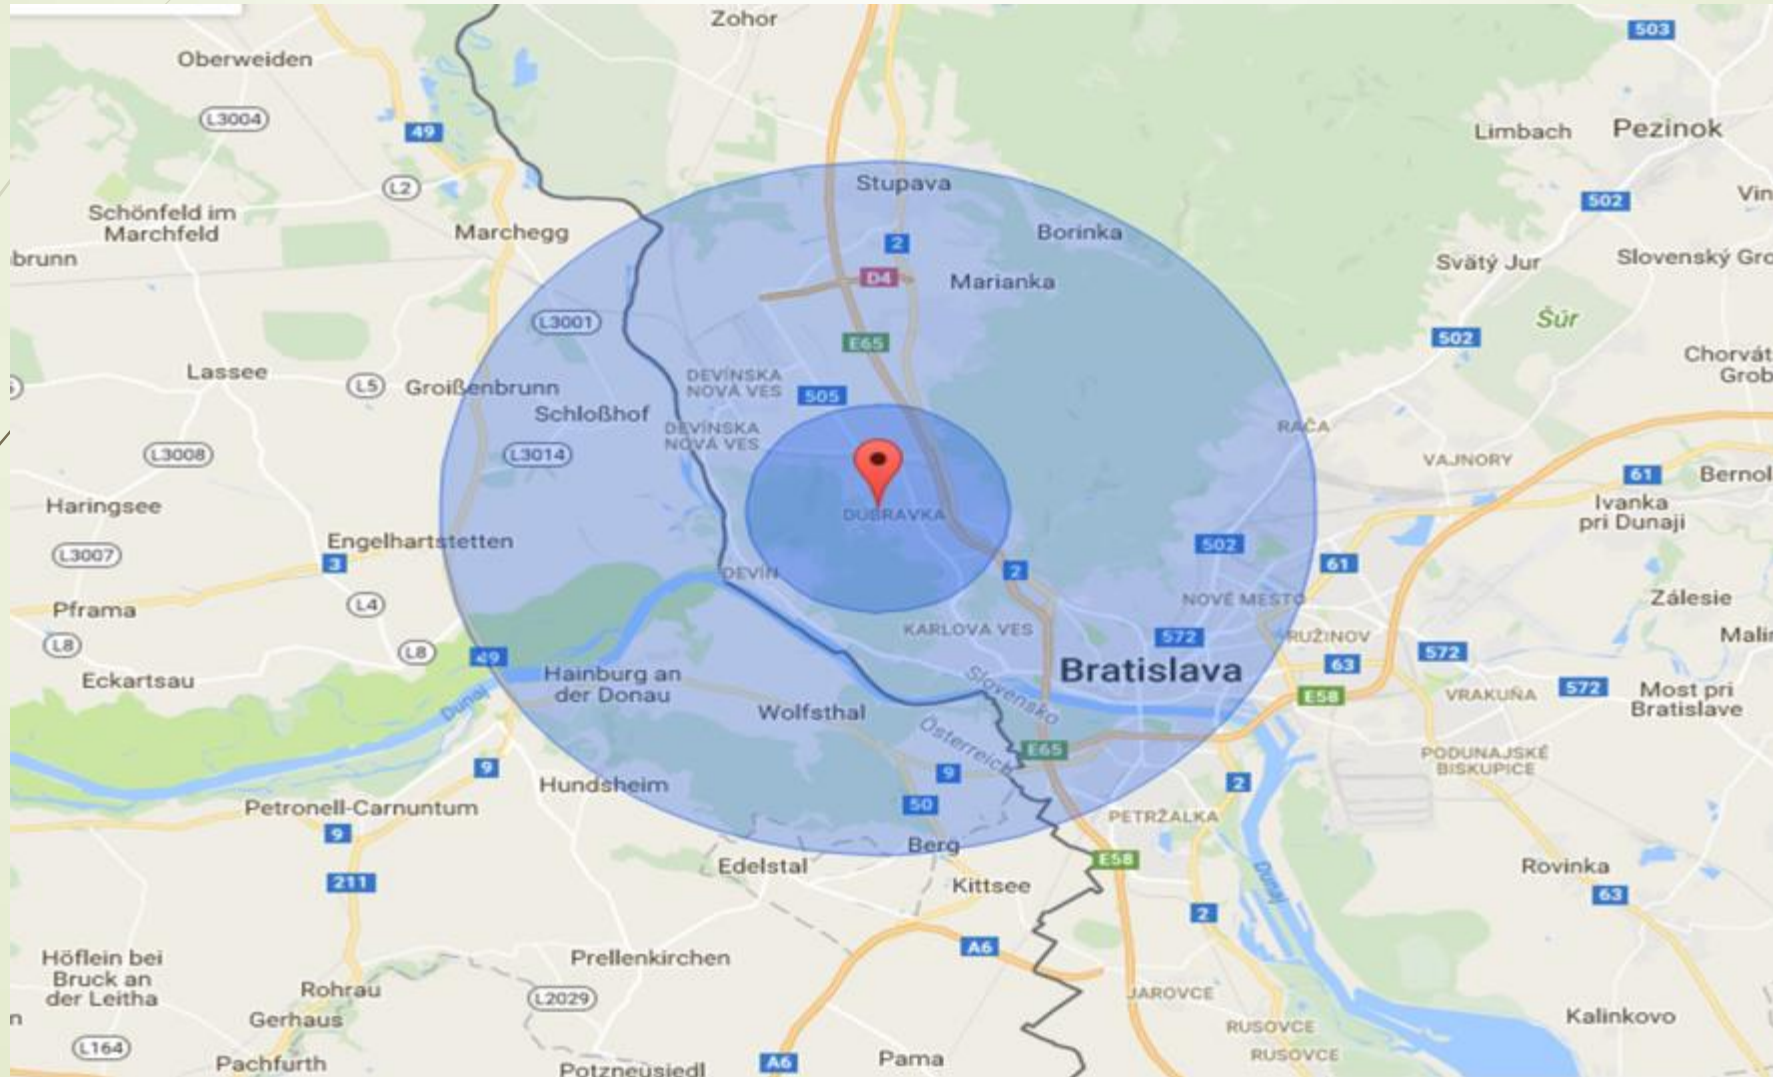 Zohor
503
Oberweiden
L3004
49
Limbach
Pezinok
L2
Stupava
502
Vin
Schönfeld im
Marchfeld
Marchegg
Borinka
2
brunn
Svätý Jur
Slovenský Gro
D4
Marianka
L3001
Šúr
E65
502
Chorvát
Grob
Lassee
L5
Groißenbrunn
DEVÍNSKA
NOVÁ VES
505
Schloßhof
DEVÍNSKA
NOVÁ VES
RAČA
L3008
L3014
VAJNORY
61
Bernol
Haringsee
DÚBRAVKA
Ivanka
pri Dunaji
Engelhartstetten
502
L3007
3
DEVÍN
2
61
Pframa
L4
NOVÉ MESTO
Zálesie
L8
L8
KARLOVA VES
572
RUŽINOV
Malin
49
63
572
Eckartsau
Hainburg an
der Donau
Bratislava
Slovensko
E58
VRAKUŇA
572
Most pri
Bratislave
Dunaj
Wolfsthal
Österreich
E65
PODUNAJSKÉ
BISKUPICE
9
Hundsheim
9
2
Petronell-Carnuntum
50
PETRŽALKA
9
Berg
Edelstal
E58
Rovinka
211
Kittsee
Dunaj
63
2
A6
Höflein bei
Bruck an
der Leitha
Prellenkirchen
Rohrau
L2029
JAROVCE
n
Gerhaus
Kalinkovo
RUSOVCE
L164
Pachfurth
Potzneusiedl
A6
Pama
RUSOVCE